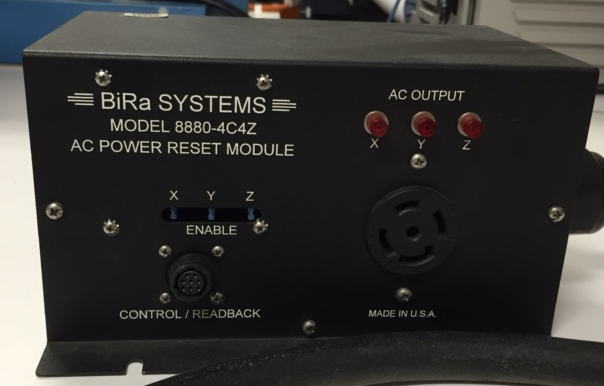 BiRa SYSTEMS
MODEL 8880-4C4Z
AC POWER RESET MODULE
AC OUTPUT
X Y Z
X Y Z
ENABLE
CONTROL / READBACK
MADE IN U.S.A.